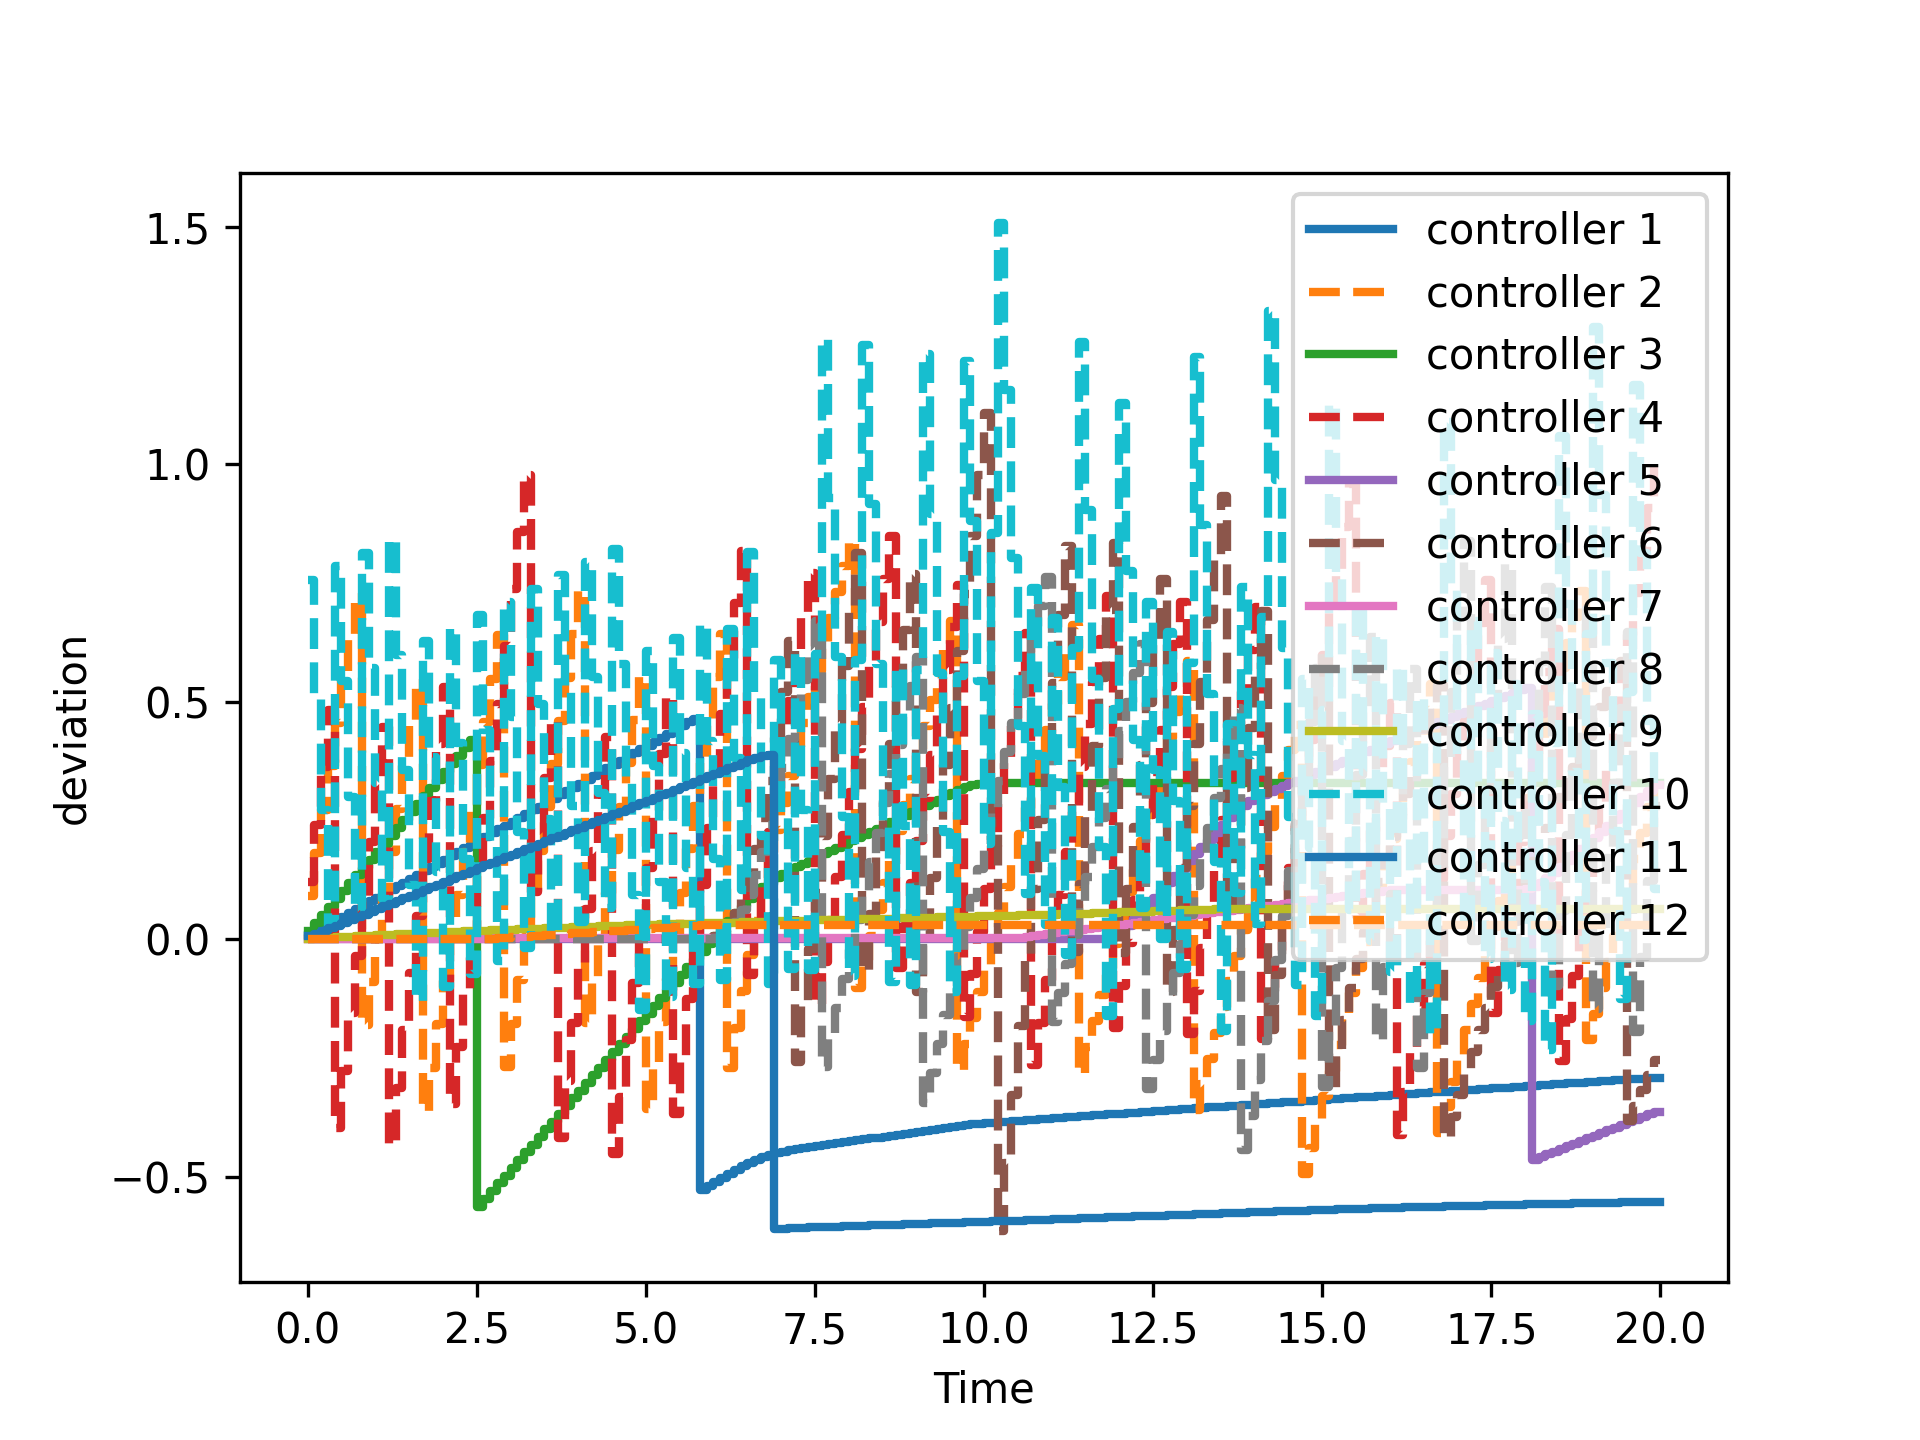 1.5
1.0
0.5
0.0
−0.5
deviation
0.0 2.5 5.0 7.5 10.0 12.5 15.0 17.5 20.0
Time
controller 1
controller 2
controller 3
controller 4
controller 5
controller 6
controller 7
controller 8
controller 9
controller 10
controller 11
controller 12